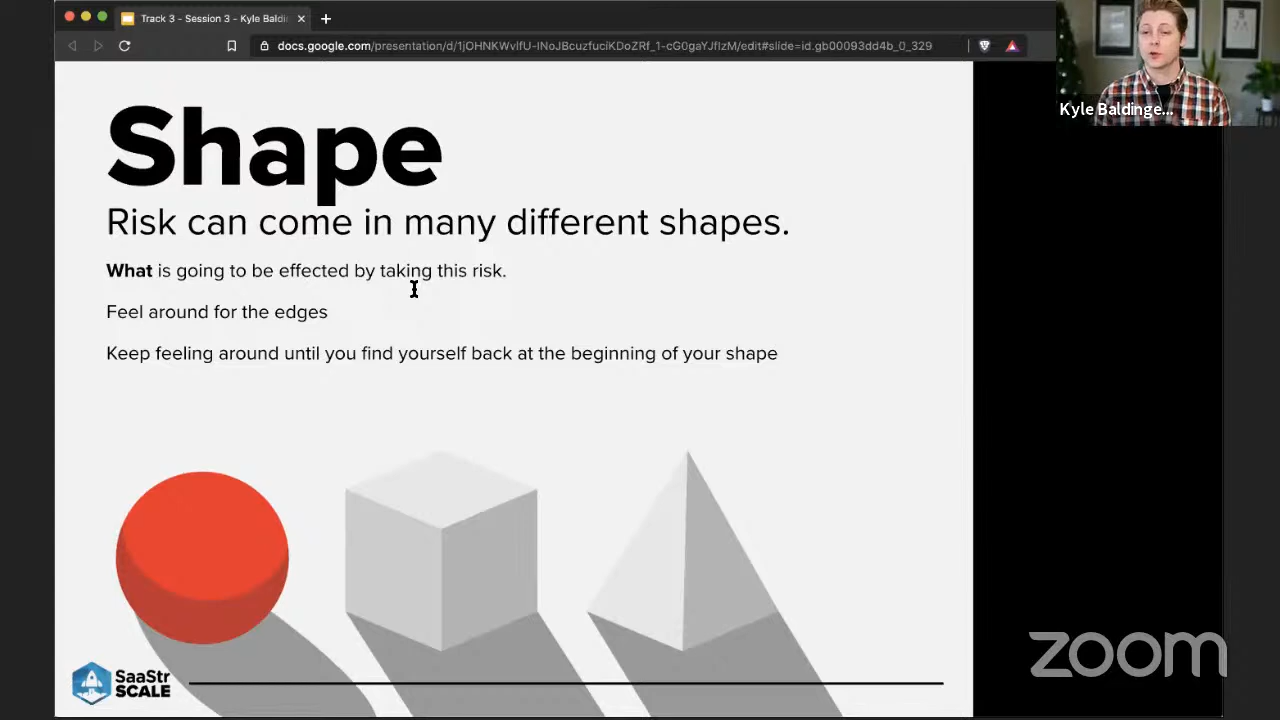 Track 3 - Session 3 - Kyle Baldin
docs.google.com/presentation/d/1jOHNKWvlfU-INoJBcuzfuciKDoZRf_1-cG0gaYJfIzM/edit#slide=id.gb00093dd4b_0_329
Kyle Baldinge...
Shape
Risk can come in many different shapes.
What is going to be effected by taking this risk.
Feel around for the edges
Keep feeling around until you find yourself back at the beginning of your shape
SaaStr
SCALE
zoom